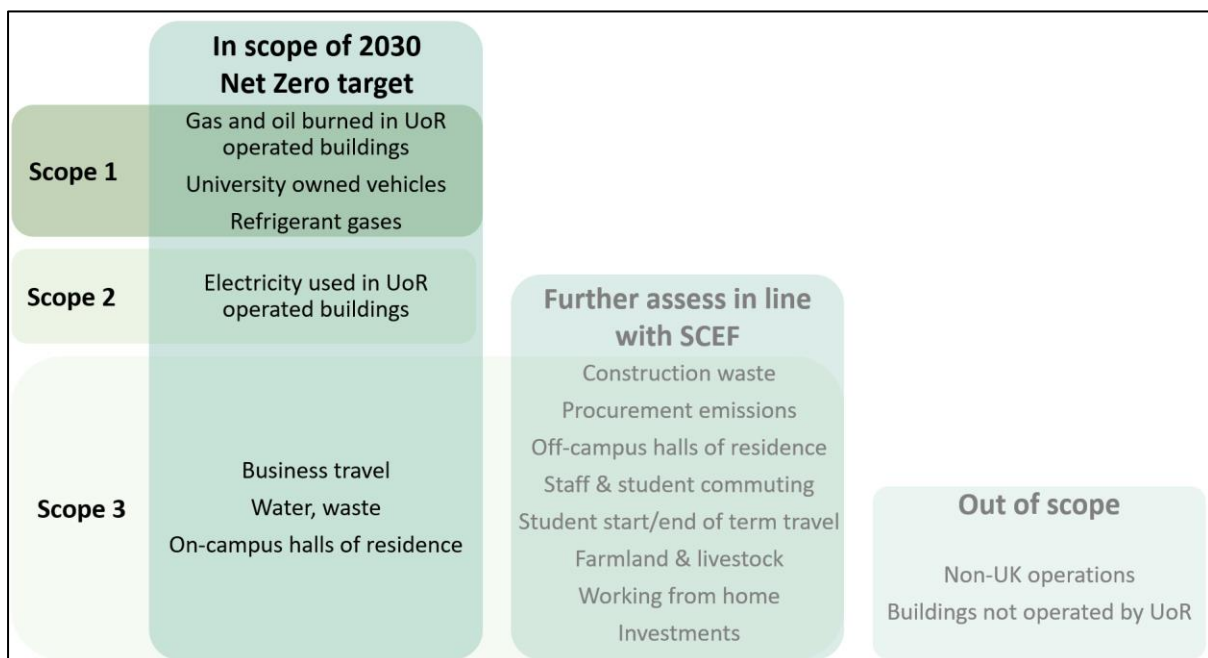 In scope of 2030
Net Zero target
Scope 1
Gas and oil burned in UoR
operated buildings
University owned vehicles
Refrigerant gases
Scope 2
Electricity used in UoR
operated buildings
Scope 3
Business travel
Water, waste
On-campus halls of residence
Further assess in line
with SCEF
Construction waste
Procurement emissions
Off-campus halls of residence
Staff & student commuting
Student start/end of term travel
Farmland & livestock
Working from home
Investments
Out of scope
Non-UK operations
Buildings not operated by UoR